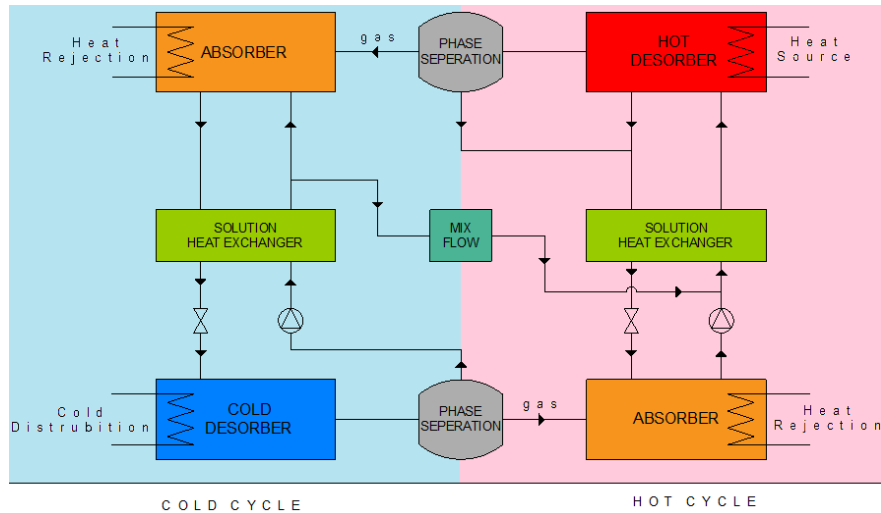 Heat
Rejection
ABSORBER
gas
PHASE
SEPERATION
HOT
DESORBER
Heat
Source
SOLUTION
HEAT EXCHANGER
MIX
FLOW
SOLUTION
HEAT EXCHANGER
Cold
Distrubition
COLD
DESORBER
PHASE
SEPERATION
gas
ABSORBER
Heat
Rejection
COLD CYCLE
HOT CYCLE